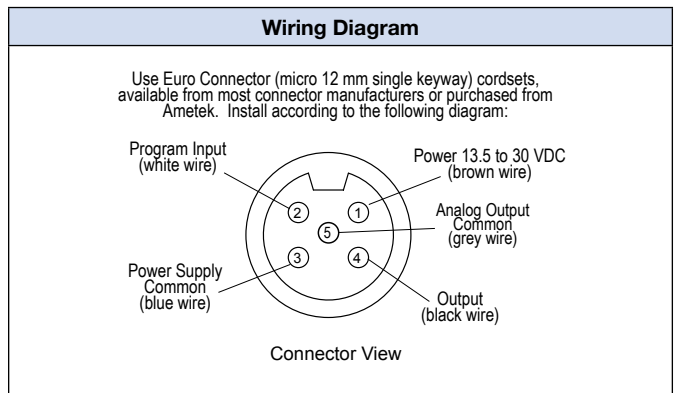 Wiring Diagram
Use Euro Connector (micro 12 mm single keyway) cordsets,
available from most connector manufacturers or purchased from
Ametek. Install according to the following diagram:
Program Input
(white wire)
Power 13.5 to 30 VDC
(brown wire)
2
1
Analog Output
Common
(grey wire)
5
3
4
Power Supply
Common
(blue wire)
Output
(black wire)
Connector View